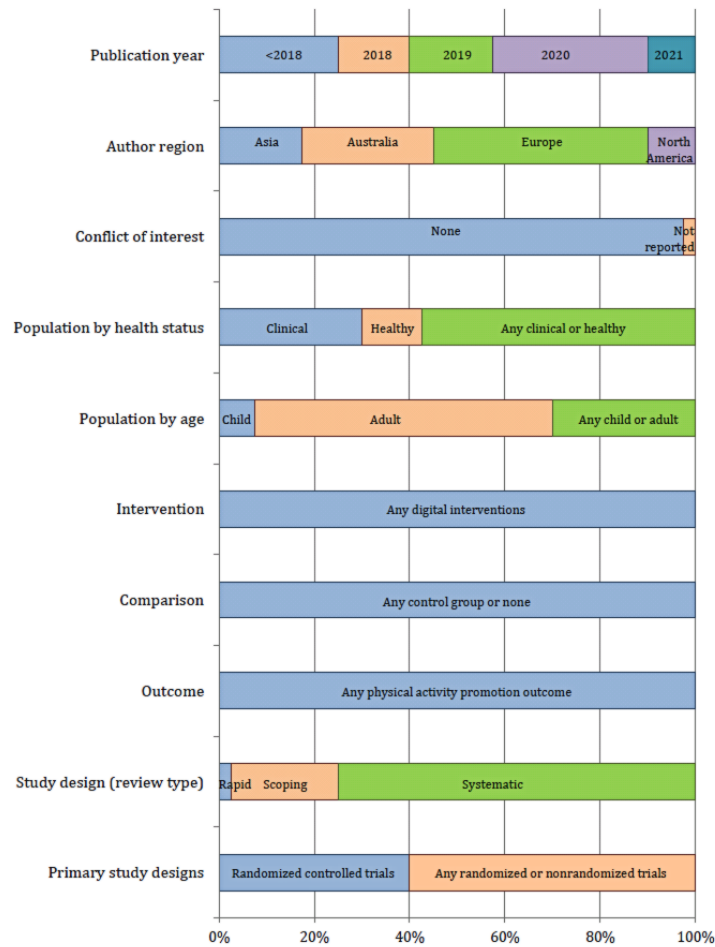 Publication year
<2018 2018 2019 2020 2021
Author region
Asia Australia Europe North
America
Conflict of interest
None Not
reported
Population by health status
Clinical Healthy Any clinical or healthy
Population by age
Child Adult Any child or adult
Intervention
Any digital interventions
Comparison
Any control group or none
Outcome
Any physical activity promotion outcome
Study design (review type)
Rapid Scoping Systematic
Primary study designs
Randomized controlled trials Any randomized or nonrandomized trials
0% 20% 40% 60% 80% 100%